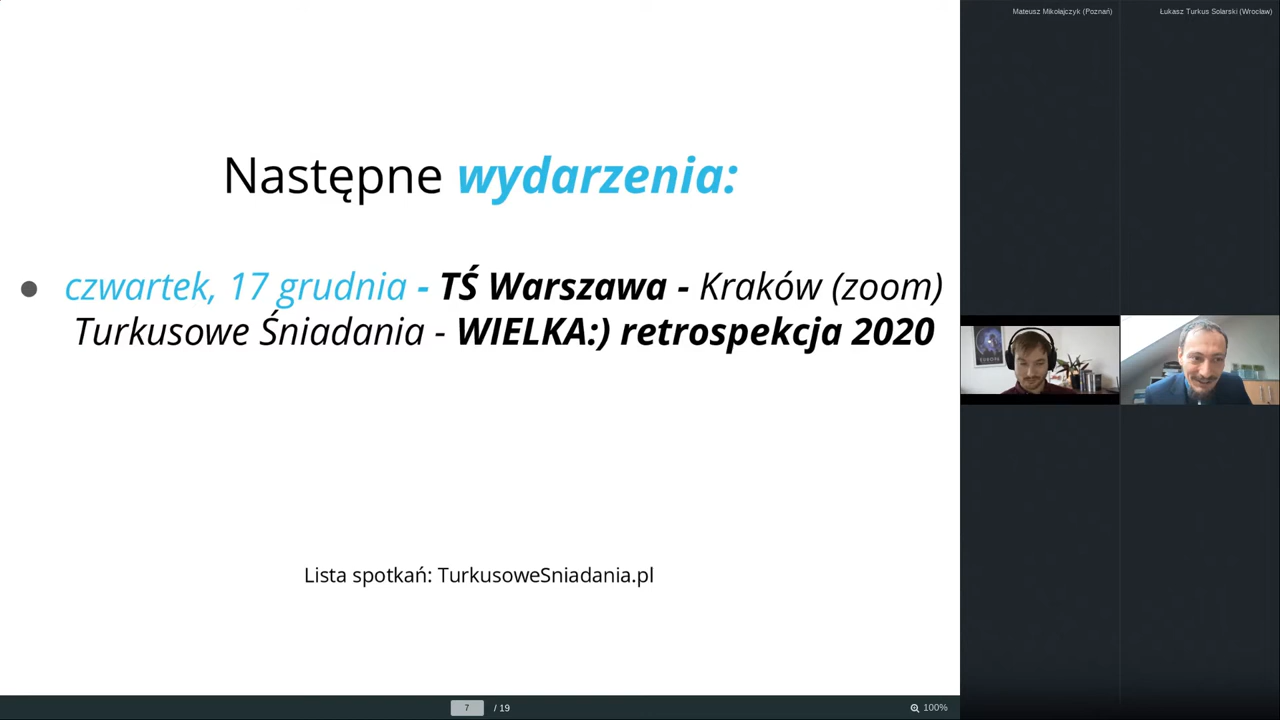 Mateusz Mikołajczyk (Poznań)
Łukasz Turkus Solarski (Wrocław)
Następne wydarzenia:
● czwartek, 17 grudnia - TŚ Warszawa - Kraków (zoom)
Turkusowe Śniadania - WIELKA:) retrospekcja 2020
EUROPA
Lista spotkań: TurkusoweSniadania.pl
7 / 19
100%